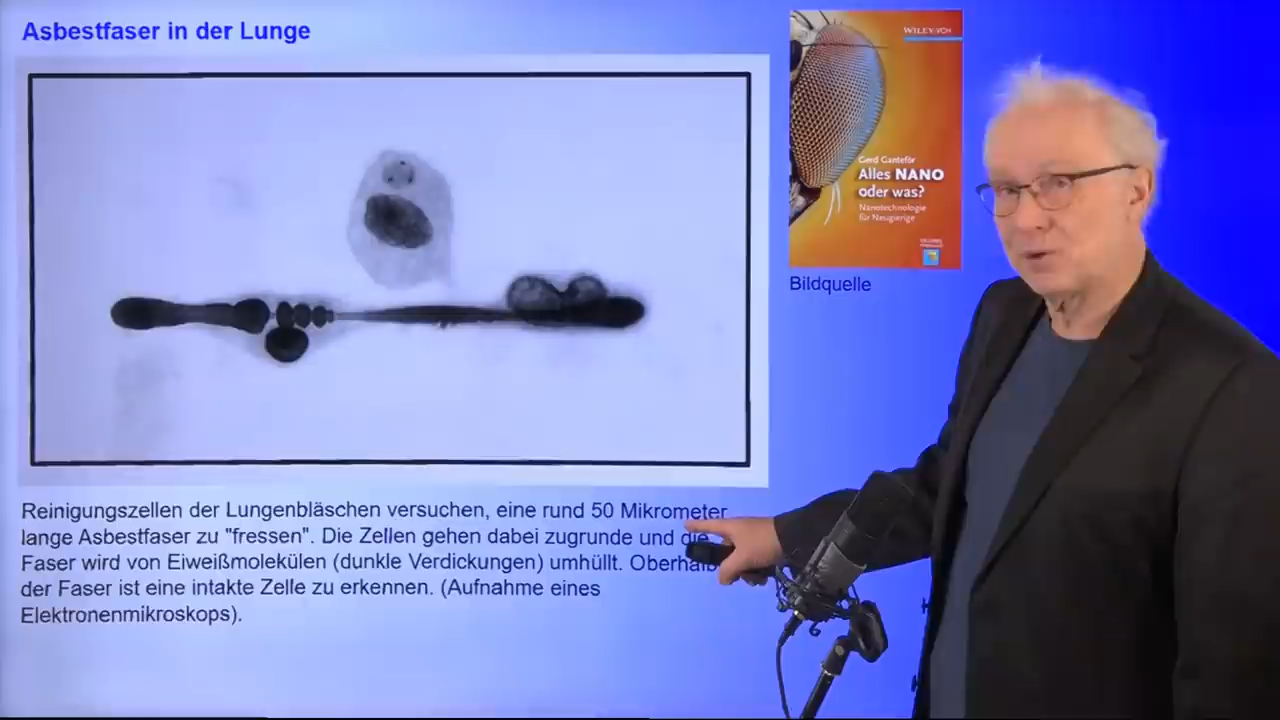 Asbestfaser in der Lunge
WILEY-VCH
Gerd Ganteför
Alles NANO
oder was?
Nanotechnologie
für Neugierige
Bildquelle
Reinigungszellen der Lungenbläschen versuchen, eine rund 50 Mikrometer
lange Asbestfaser zu "fressen". Die Zellen gehen dabei zugrunde und die
Faser wird von Eiweißmolekülen (dunkle Verdickungen) umhüllt. Oberhalb
der Faser ist eine intakte Zelle zu erkennen. (Aufnahme eines
Elektronenmikroskops).